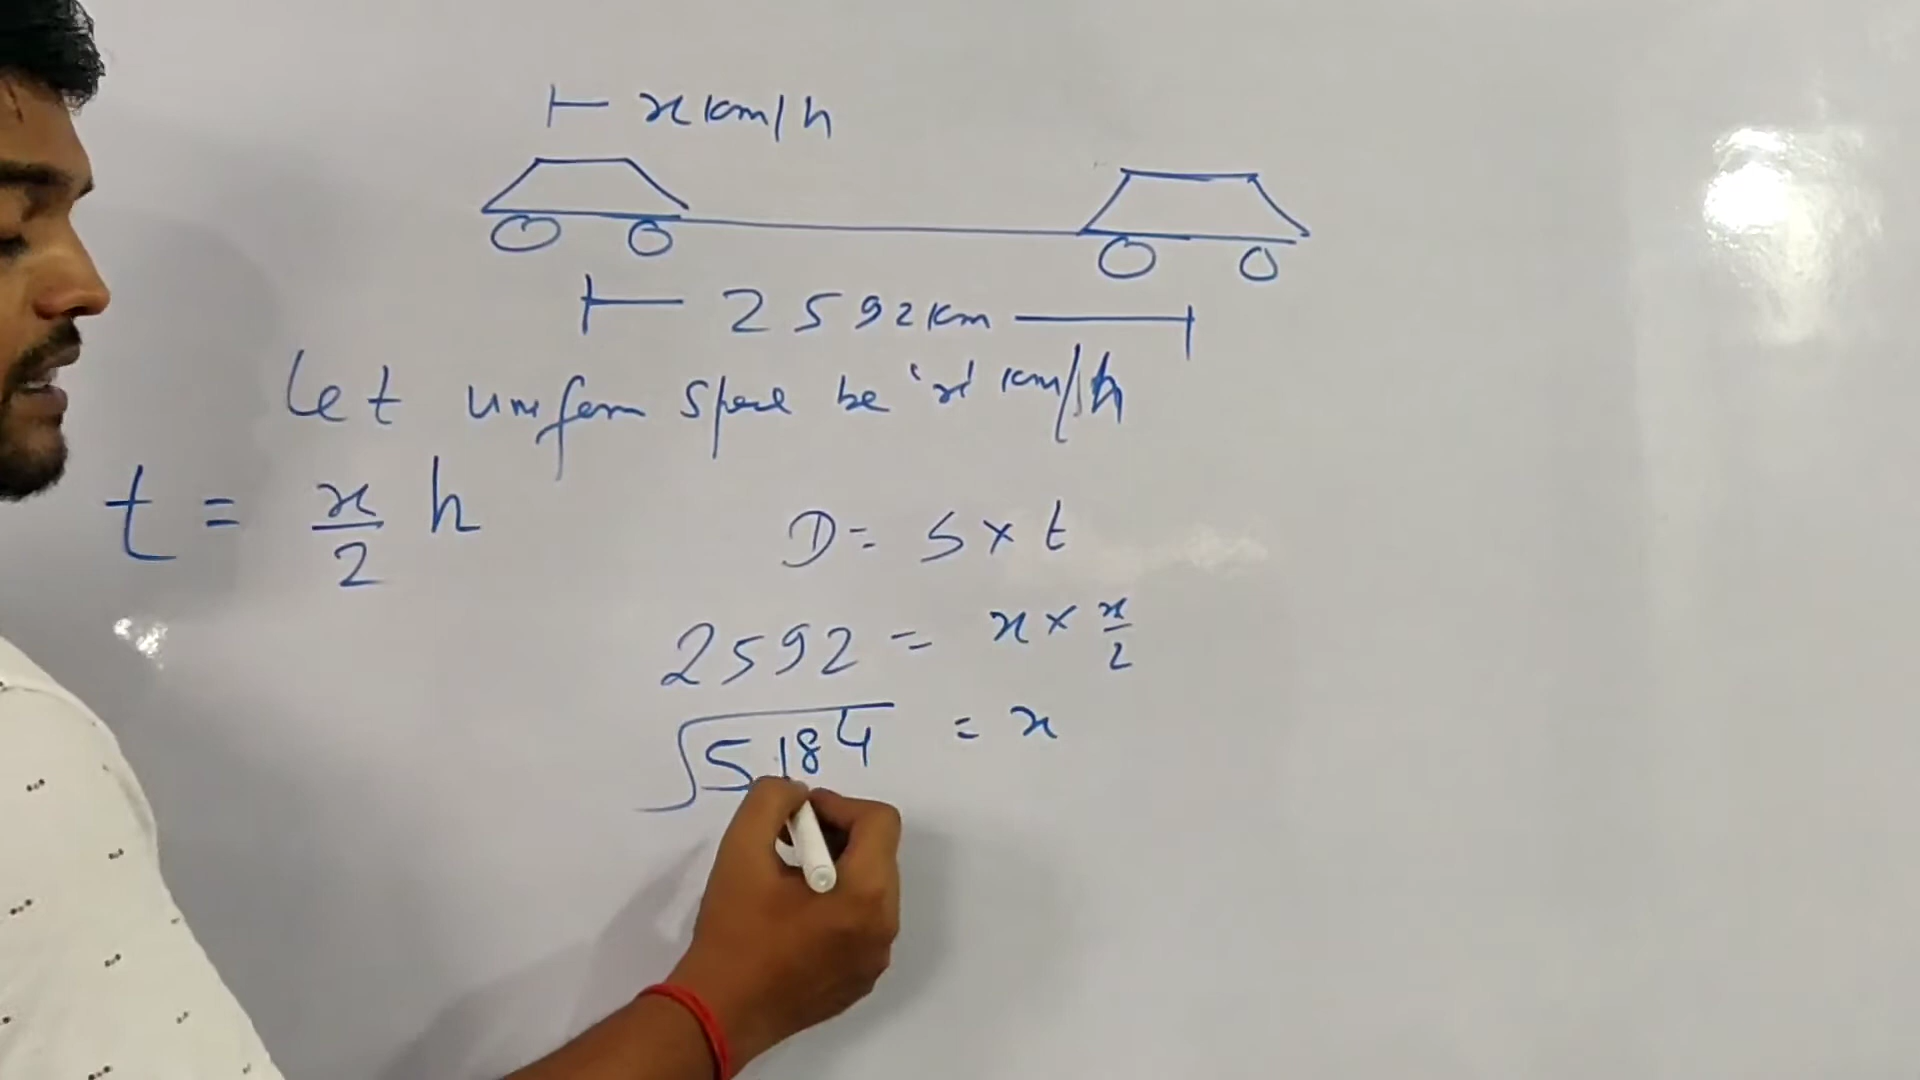 x km/h
2592 km
Let uniform speed be 'x' km/h
t = x/2 h
D = S × t
2592 = x × x/2
√5184 = x